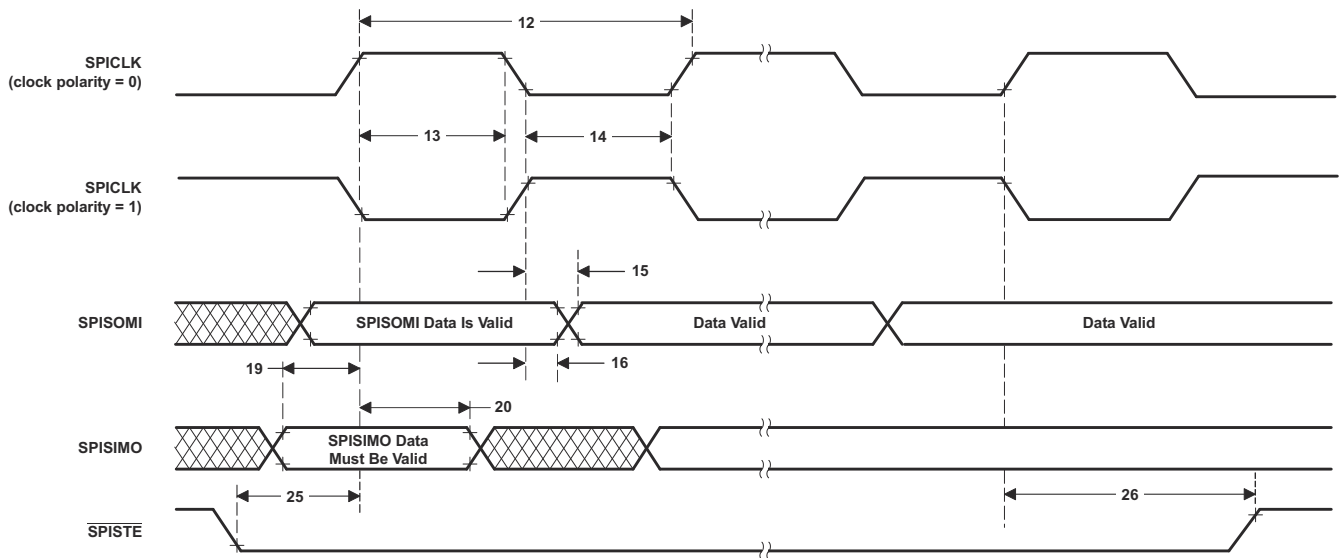 12
SPICLK
(clock polarity = 0)
13
14
SPICLK
(clock polarity = 1)
15
SPISOMI
SPISOMI Data Is Valid
Data Valid
Data Valid
16
19
20
SPISIMO
SPISIMO Data
Must Be Valid
25
26
SPISTE